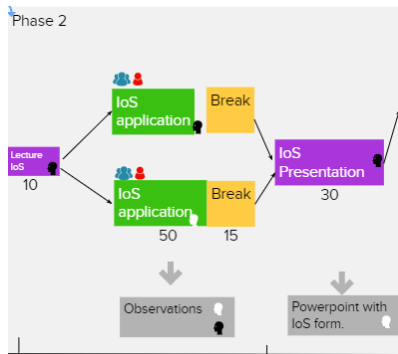 Phase 2
IoS
application
Break
Lecture
IoS
10
IoS
Presentation
30
IoS
application
Break
50
15
Observations
Powerpoint with
IoS form.